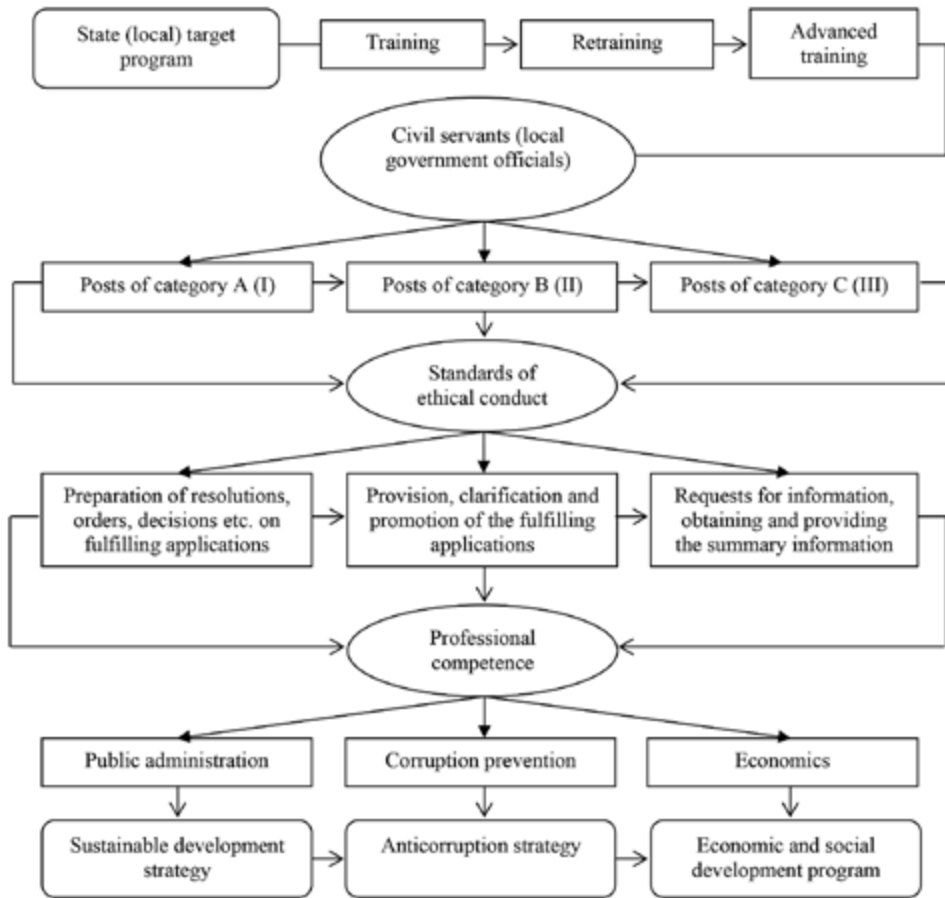 State (local) target
program
Training
Retraining
Advanced
training
Civil servants (local
government officials)
Posts of category A (I)
Posts of category B (II)
Posts of category C (III)
Standards of
ethical conduct
Preparation of resolutions,
orders, decisions etc. on
fulfilling applications
Provision, clarification and
promotion of the fulfilling
applications
Requests for information,
obtaining and providing
the summary information
Professional
competence
Public administration
Corruption prevention
Economics
Sustainable development
strategy
Anticorruption strategy
Economic and social
development program